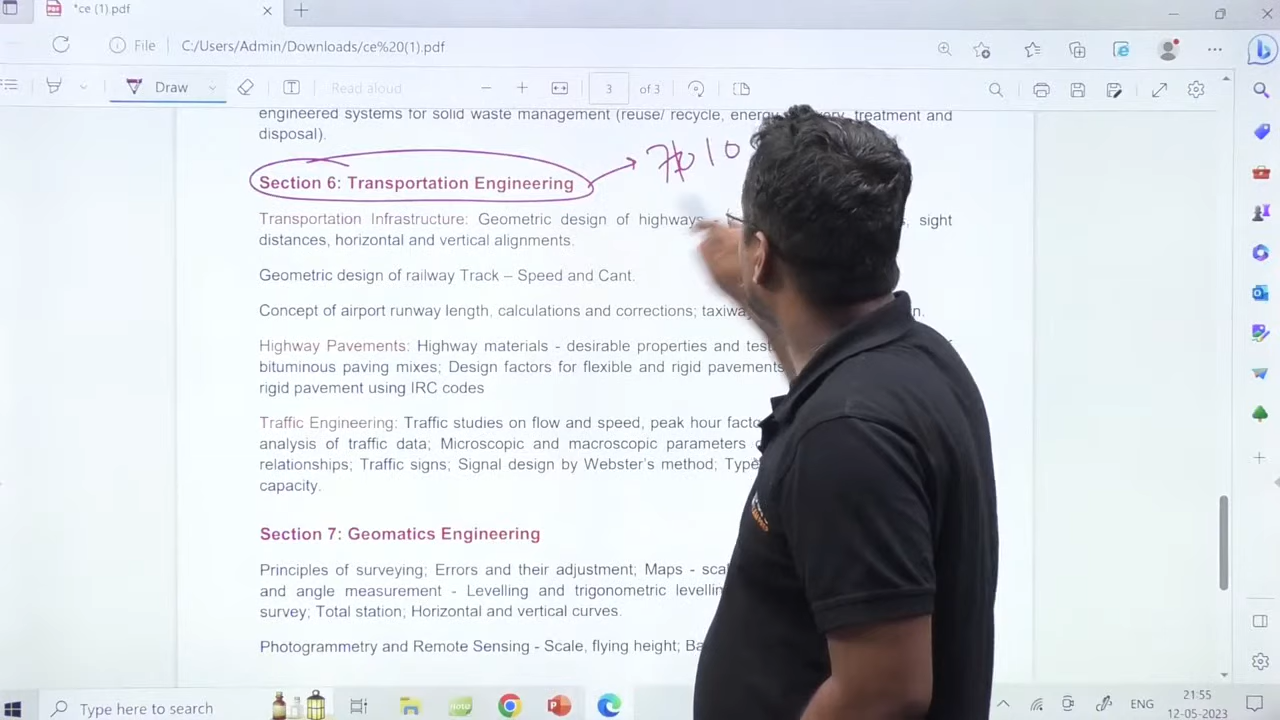 *ce (1).pdf
File
C:/Users/Admin/Downloads/ce%20(1).pdf
Draw
Read aloud
3
of 3
engineered systems for solid waste management (reuse/ recycle, energy treatment and
disposal).
Section 6: Transportation Engineering
Transportation Infrastructure: Geometric design of highways - sight
distances, horizontal and vertical alignments.
Geometric design of railway Track – Speed and Cant.
Concept of airport runway length, calculations and corrections;
Highway Pavements: Highway materials - desirable properties and
bituminous paving mixes; Design factors for flexible and rigid pavements
rigid pavement using IRC codes
Traffic Engineering: Traffic studies on flow and speed, peak hour
analysis of traffic data; Microscopic and macroscopic parameters
relationships; Traffic signs; Signal design by Webster's method;
capacity.
Section 7: Geomatics Engineering
Principles of surveying; Errors and their adjustment; Maps -
and angle measurement - Levelling and trigonometric
survey; Total station; Horizontal and vertical curves.
Photogrammetry and Remote Sensing - Scale, flying height;
Type here to search
ENG
21:55
12-05-2023